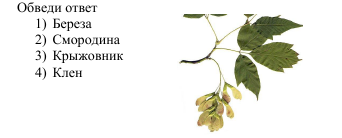 Обведи ответ
1) Береза
2) Смородина
3) Крыжовник
4) Клен